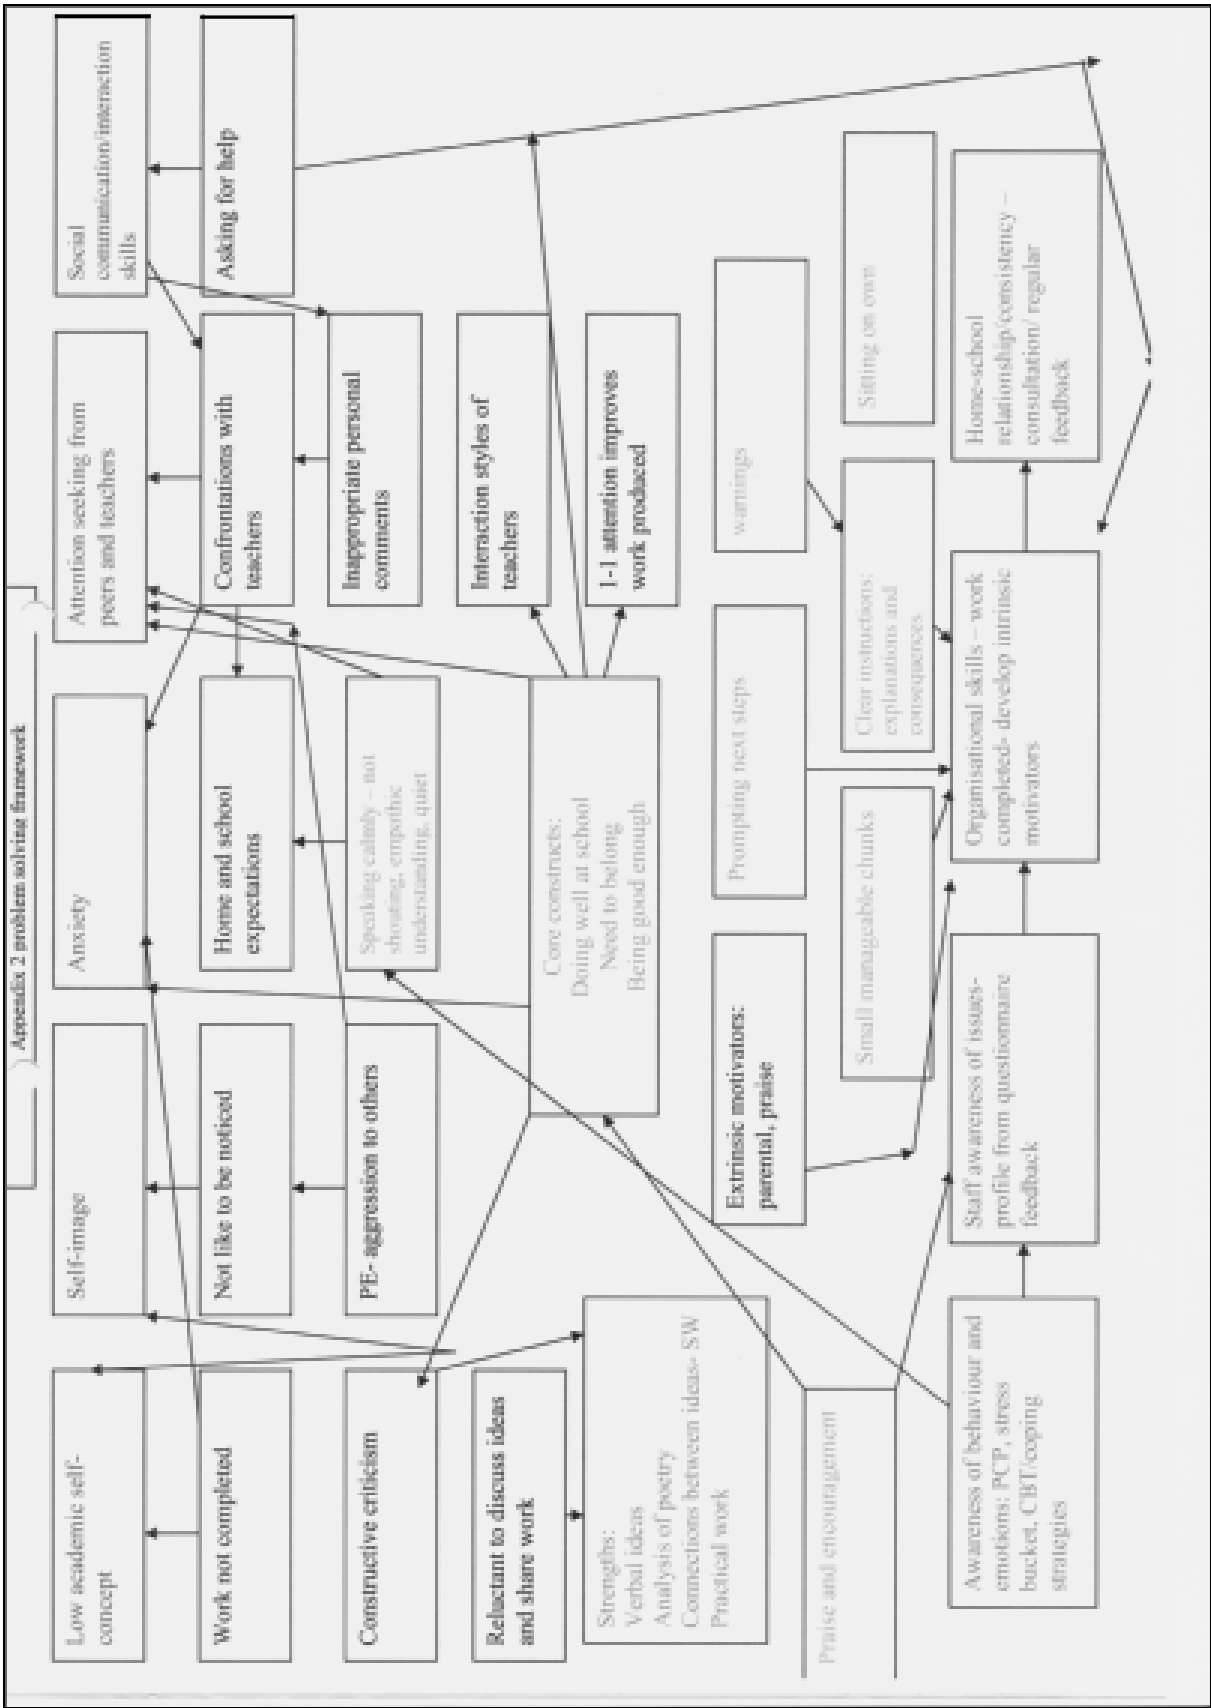 Appendix 2 problem solving framework
Low academic self-
concept
Self-image
Anxiety
Attention seeking from
peers and teachers
Social
communication/interaction
skills
Work not completed
Not like to be noticed
Home and school
expectations
Confrontations with
teachers
Asking for help
Constructive criticism
PE- aggression to others
Speaking calmly – not
shouting, empathic
understanding, quiet
Inappropriate personal
comments
Reluctant to discuss ideas
and share work
Interaction styles of
teachers
Strengths:
Verbal ideas
Analysis of poetry
Connections between ideas- SW
Practical work
Core constructs:
Doing well at school
Need to belong
Being good enough
1-1 attention improves
work produced
Extrinsic motivators:
parental, praise
Prompting next steps
warnings
Praise and encouragement
Small manageable chunks
Clear instructions:
explanations and
consequences
Sitting on own
Awareness of behaviour and
emotions: PCP, stress
bucket, CBT/coping
strategies
Staff awareness of issues-
profile from questionnaire
feedback
Organisational skills – work
completed- develop intrinsic
motivators
Home-school
relationship/consistency –
consultation/ regular
feedback